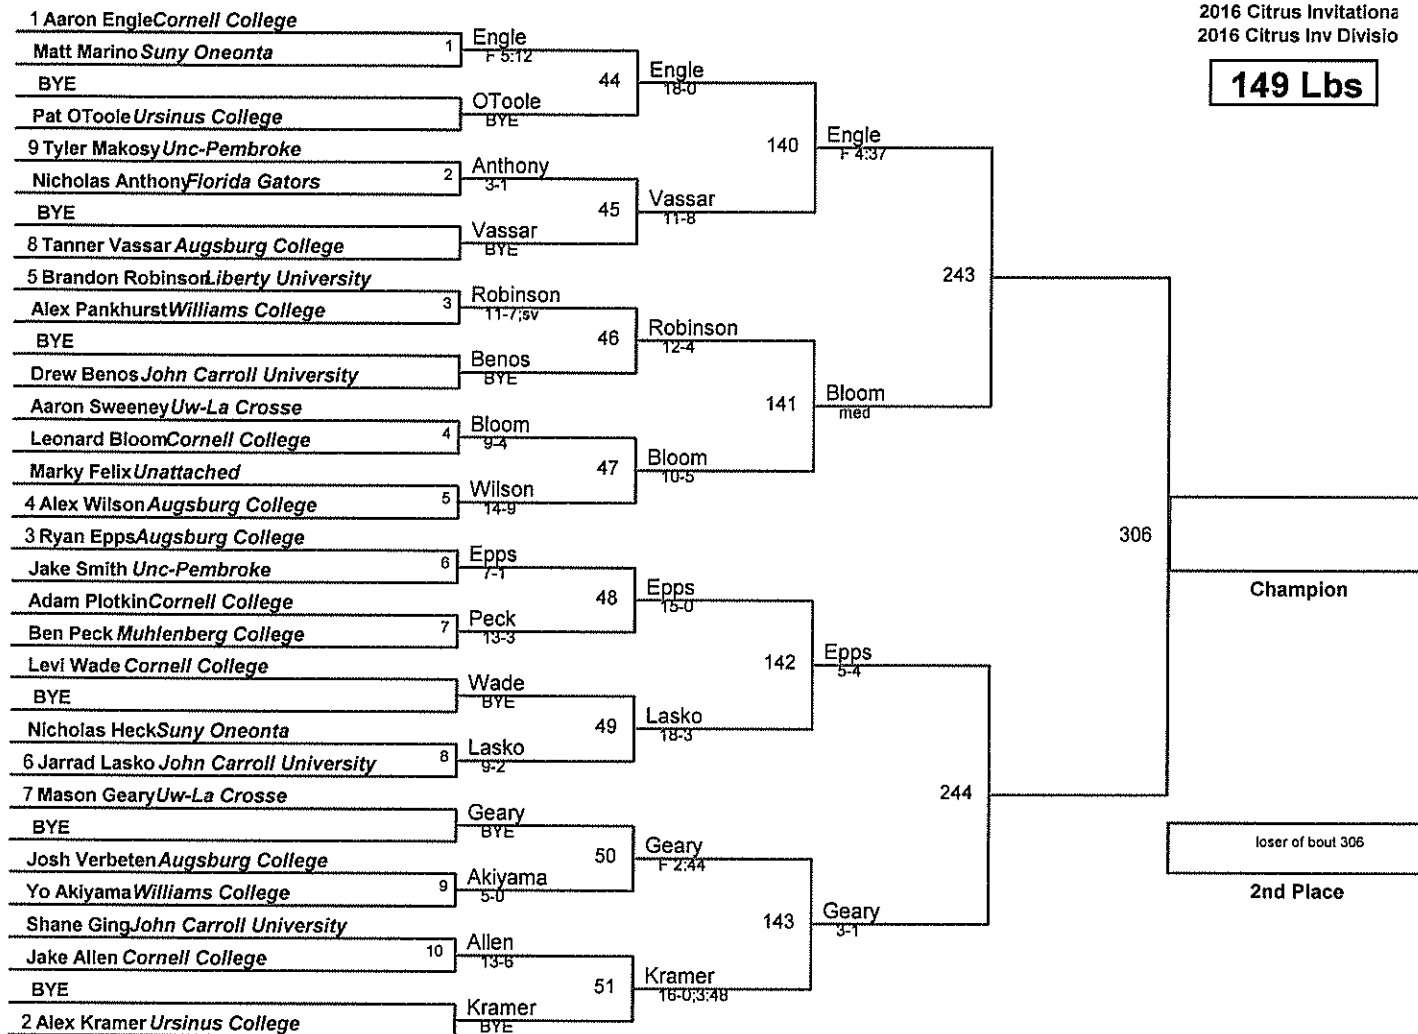 2016 Citrus Invitationa
2016 Citrus Inv Divisio
149 Lbs
1 Aaron Engle Cornell College
Matt Marino Suny Oneonta
BYE
Pat OToole Ursinus College
9 Tyler Makosy Unc-Pembroke
Nicholas Anthony Florida Gators
BYE
8 Tanner Vassar Augsburg College
5 Brandon Robinson Liberty University
Alex Pankhurst Williams College
BYE
Drew Benos John Carroll University
Aaron Sweeney Uw-La Crosse
Leonard Bloom Cornell College
Marky Felix Unattached
4 Alex Wilson Augsburg College
3 Ryan Epps Augsburg College
Jake Smith Unc-Pembroke
Adam Plotkin Cornell College
Ben Peck Muhlenberg College
Levi Wade Cornell College
BYE
Nicholas Heck Suny Oneonta
6 Jarrad Lasko John Carroll University
7 Mason Geary Uw-La Crosse
BYE
Josh Verbeten Augsburg College
Yo Akiyama Williams College
Shane Ging John Carroll University
Jake Allen Cornell College
BYE
2 Alex Kramer Ursinus College
1
2
3
4
5
6
7
8
9
10
Engle
F 5:12
OToole
BYE
Anthony
3-1
Vassar
BYE
Robinson
11-7;sv
Benos
BYE
Bloom
9-4
Wilson
14-9
Epps
7-1
Peck
13-3
Wade
BYE
Lasko
9-2
Geary
BYE
Akiyama
5-0
Allen
13-6
Kramer
BYE
44
45
46
47
48
49
50
51
Engle
18-0
Vassar
11-8
Robinson
12-4
Bloom
10-5
Epps
15-0
Lasko
18-3
Geary
F 2:44
Kramer
16-0;3:48
140
141
142
143
Engle
F 4:37
Bloom
med
Epps
5-4
Geary
3-1
243
244
306
Champion
loser of bout 306
2nd Place